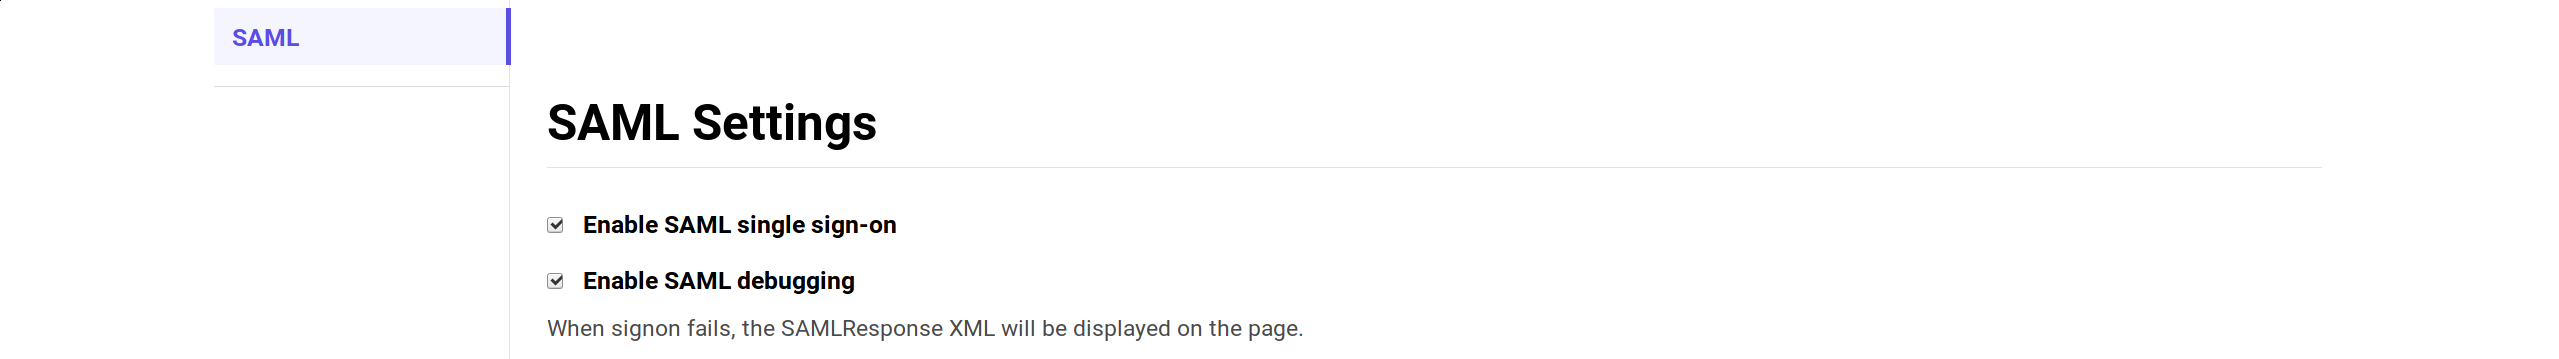 SAML
SAML Settings
Enable SAML single sign-on
Enable SAML debugging
When signon fails, the SAMLResponse XML will be displayed on the page.